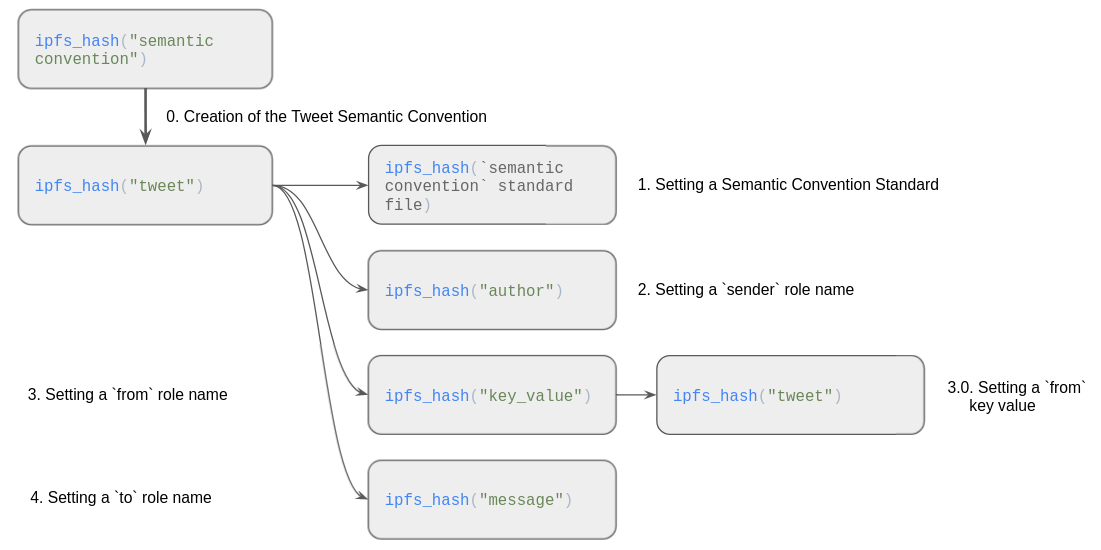 ipfs_hash("semantic
convention")
0. Creation of the Tweet Semantic Convention
ipfs_hash("tweet")
ipfs_hash(`semantic
convention` standard
file)
1. Setting a Semantic Convention Standard
ipfs_hash("author")
2. Setting a `sender` role name
3. Setting a `from` role name
ipfs_hash("key_value")
ipfs_hash("tweet")
3.0. Setting a `from`
key value
4. Setting a `to` role name
ipfs_hash("message")